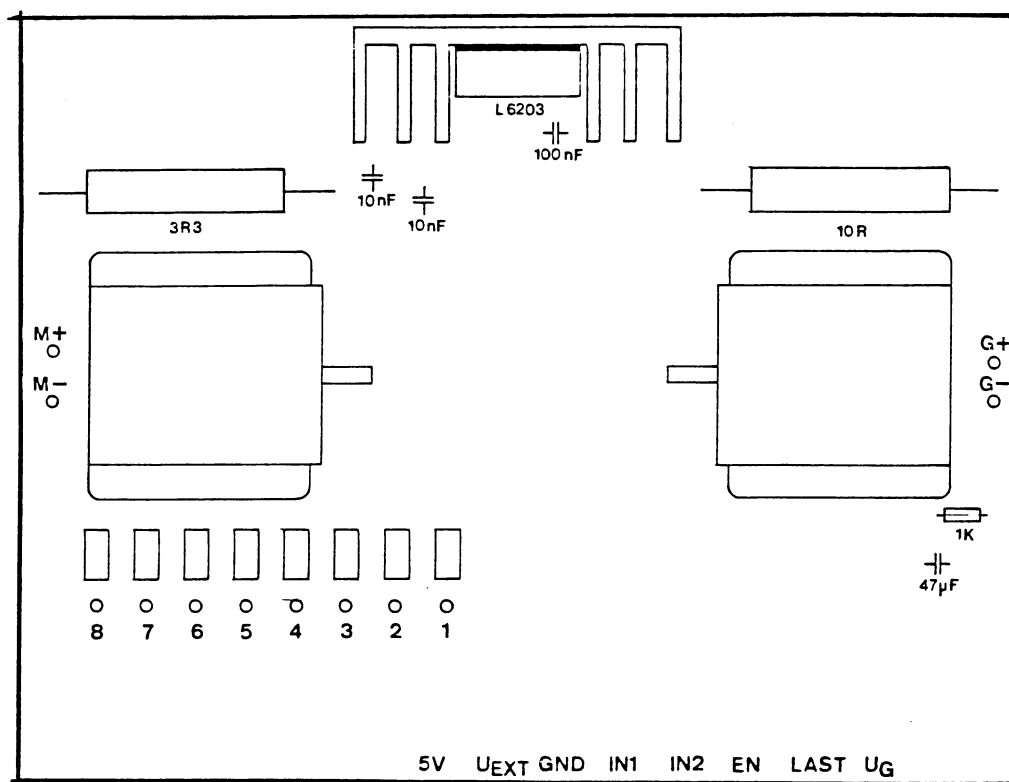 L6203
100nF
10nF
10nF
3R3
10R
M+
M−
G+
G−
1K
47µF
8 7 6 5 4 3 2 1
5V UEXT GND IN1 IN2 EN LAST UG